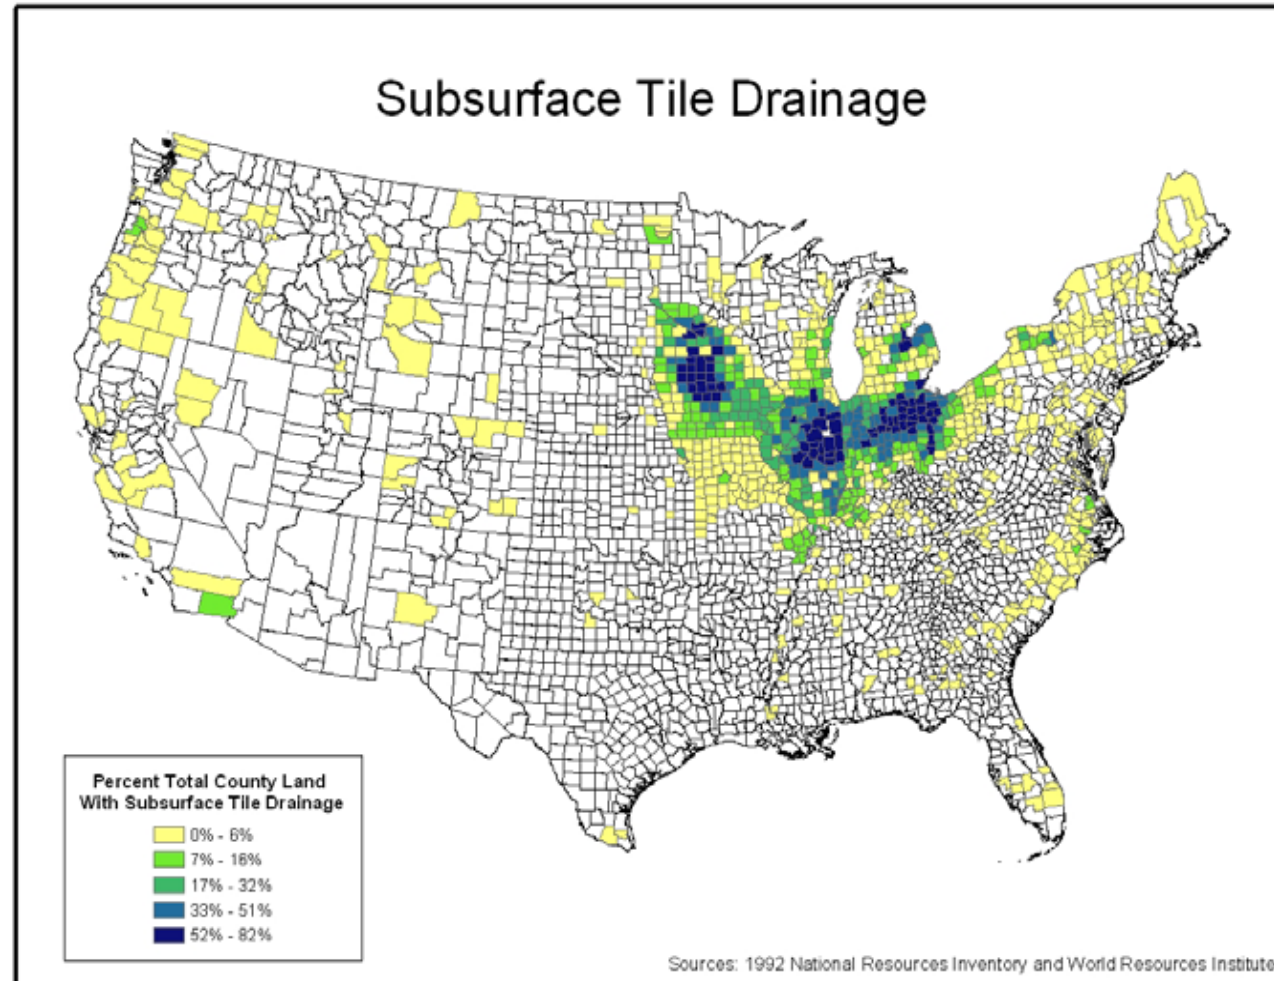 Subsurface Tile Drainage
Percent Total County Land
With Subsurface Tile Drainage
0% - 6%
7% - 16%
17% - 32%
33% - 51%
52% - 82%
Sources: 1992 National Resources Inventory and World Resources Institute